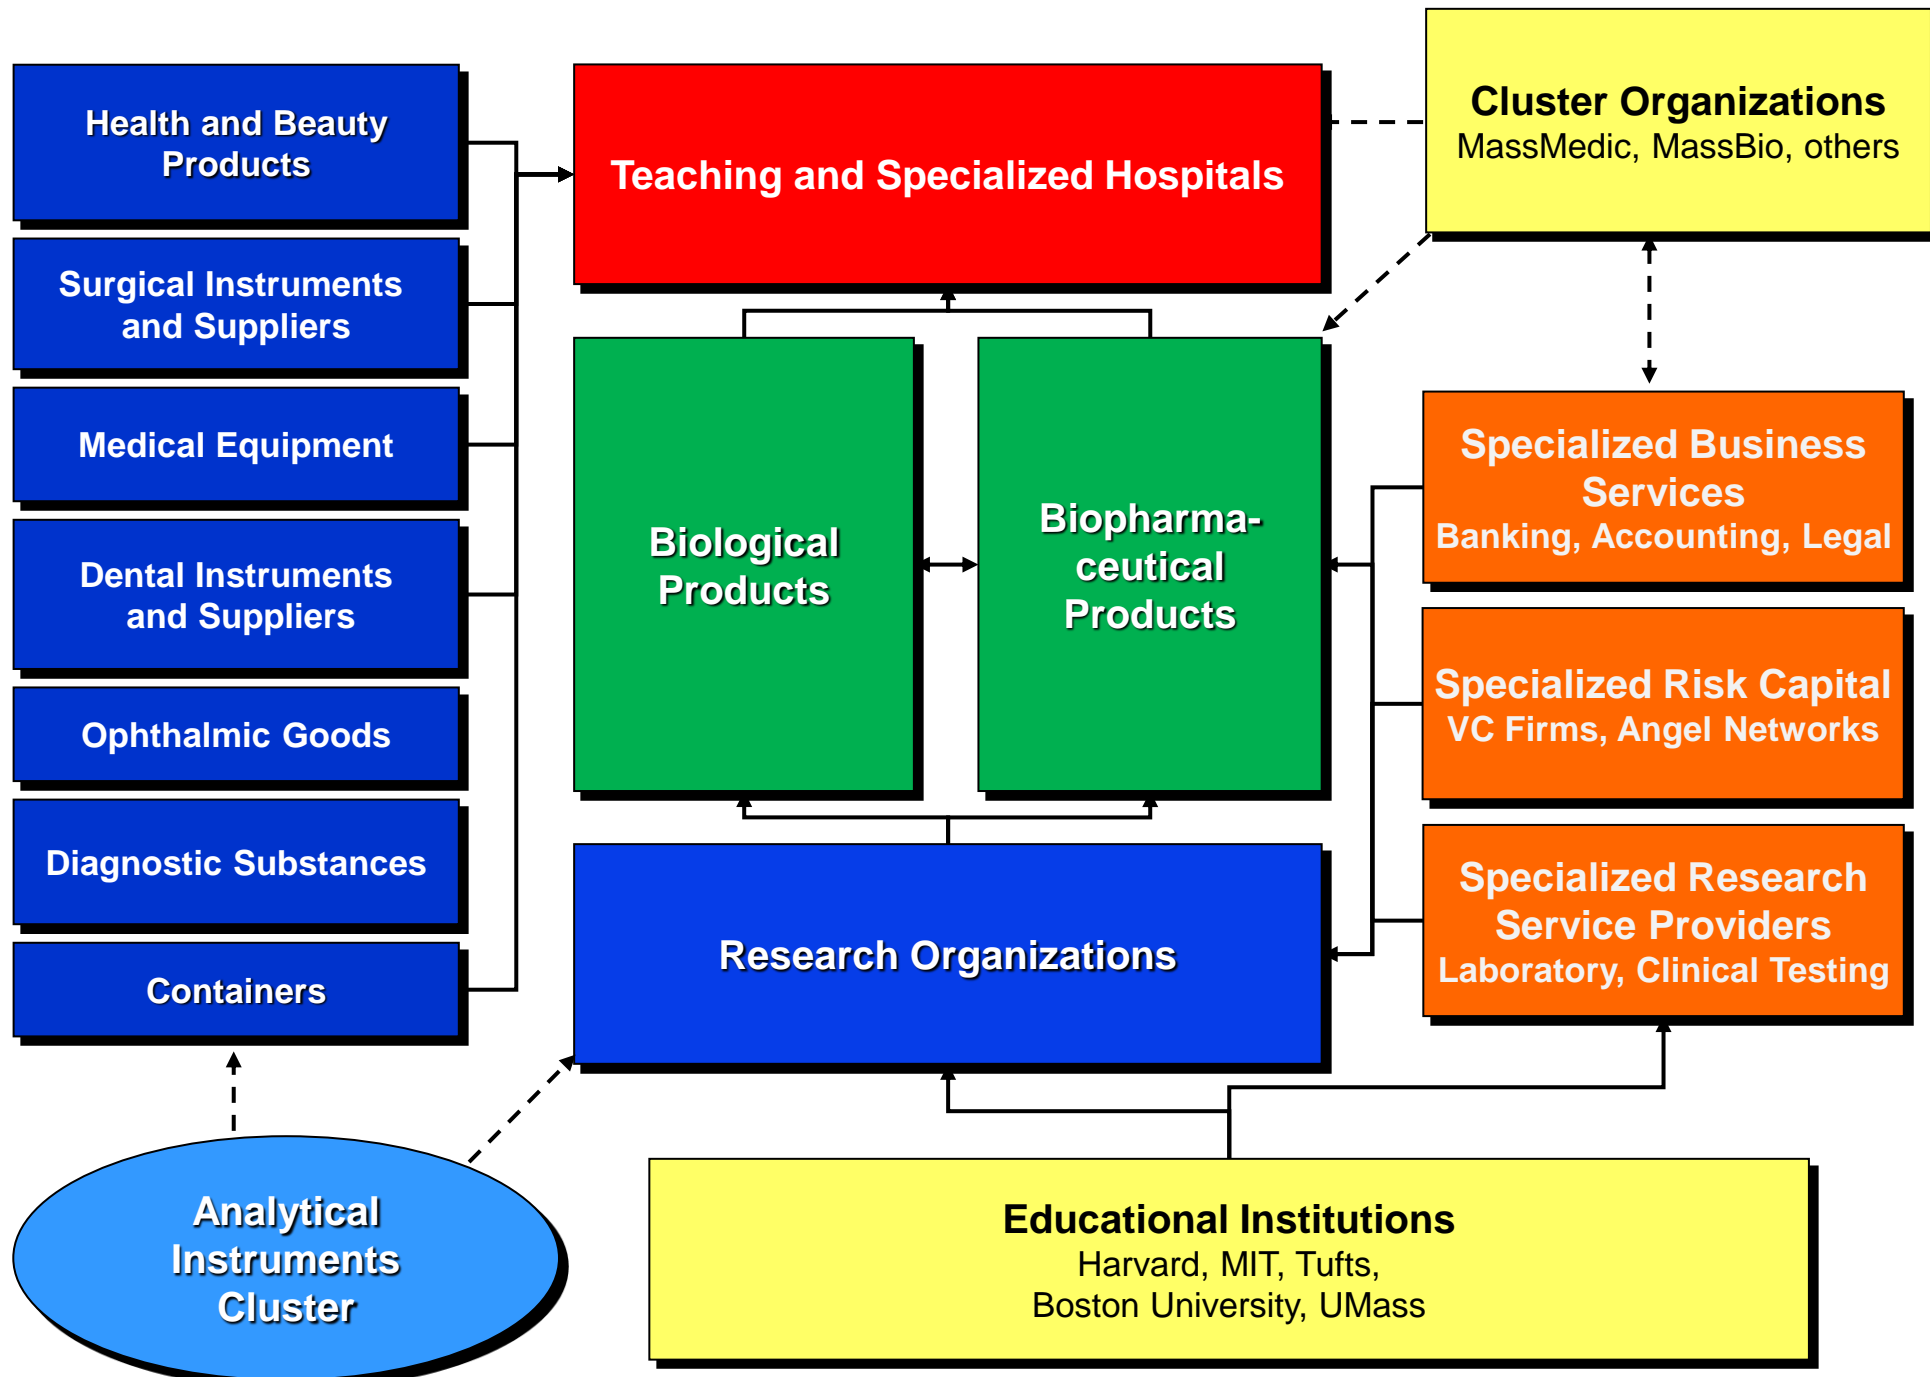 Health and Beauty
Products
Surgical Instruments
and Suppliers
Medical Equipment
Dental Instruments
and Suppliers
Ophthalmic Goods
Diagnostic Substances
Containers
Analytical
Instruments
Cluster
Teaching and Specialized Hospitals
Biological
Products
Biopharma-
ceutical
Products
Research Organizations
Educational Institutions
Harvard, MIT, Tufts,
Boston University, UMass
Cluster Organizations
MassMedic, MassBio, others
Specialized Business
Services
Banking, Accounting, Legal
Specialized Risk Capital
VC Firms, Angel Networks
Specialized Research
Service Providers
Laboratory, Clinical Testing